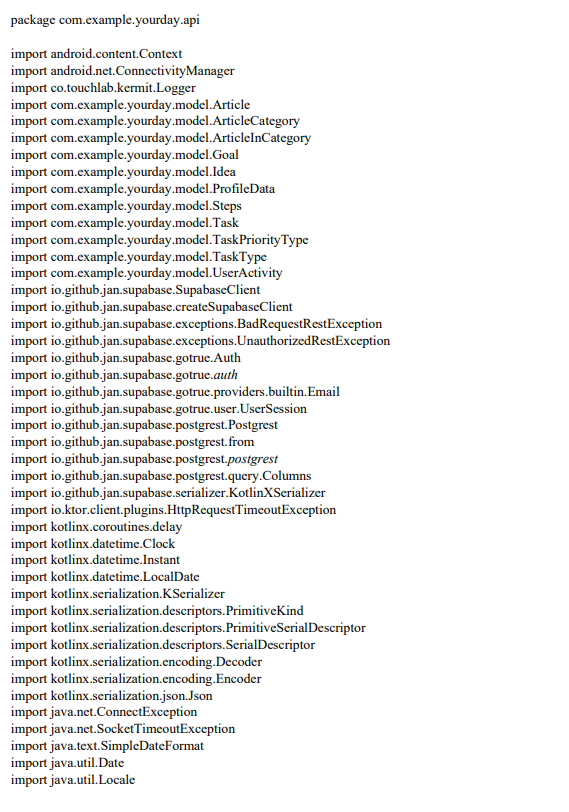 package com.example.yourday.api

import android.content.Context
import android.net.ConnectivityManager
import co.touchlab.kermit.Logger
import com.example.yourday.model.Article
import com.example.yourday.model.ArticleCategory
import com.example.yourday.model.ArticleInCategory
import com.example.yourday.model.Goal
import com.example.yourday.model.Idea
import com.example.yourday.model.ProfileData
import com.example.yourday.model.Steps
import com.example.yourday.model.Task
import com.example.yourday.model.TaskPriorityType
import com.example.yourday.model.TaskType
import com.example.yourday.model.UserActivity
import io.github.jan.supabase.SupabaseClient
import io.github.jan.supabase.createSupabaseClient
import io.github.jan.supabase.exceptions.BadRequestRestException
import io.github.jan.supabase.exceptions.UnauthorizedRestException
import io.github.jan.supabase.gotrue.Auth
import io.github.jan.supabase.gotrue.auth
import io.github.jan.supabase.gotrue.providers.builtin.Email
import io.github.jan.supabase.gotrue.user.UserSession
import io.github.jan.supabase.postgrest.Postgrest
import io.github.jan.supabase.postgrest.from
import io.github.jan.supabase.postgrest.postgrest
import io.github.jan.supabase.postgrest.query.Columns
import io.github.jan.supabase.serializer.KotlinXSerializer
import io.ktor.client.plugins.HttpRequestTimeoutException
import kotlinx.coroutines.delay
import kotlinx.datetime.Clock
import kotlinx.datetime.Instant
import kotlinx.datetime.LocalDate
import kotlinx.serialization.KSerializer
import kotlinx.serialization.descriptors.PrimitiveKind
import kotlinx.serialization.descriptors.PrimitiveSerialDescriptor
import kotlinx.serialization.descriptors.SerialDescriptor
import kotlinx.serialization.encoding.Decoder
import kotlinx.serialization.encoding.Encoder
import kotlinx.serialization.json.Json
import java.net.ConnectException
import java.net.SocketTimeoutException
import java.text.SimpleDateFormat
import java.util.Date
import java.util.Locale